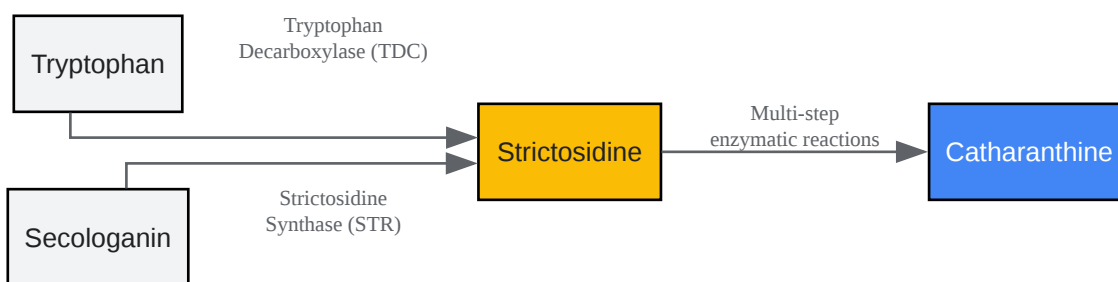 Tryptophan
Tryptophan
Decarboxylase (TDC)
Strictosidine
Multi-step
enzymatic reactions
Catharanthine
Secologanin
Strictosidine
Synthase (STR)